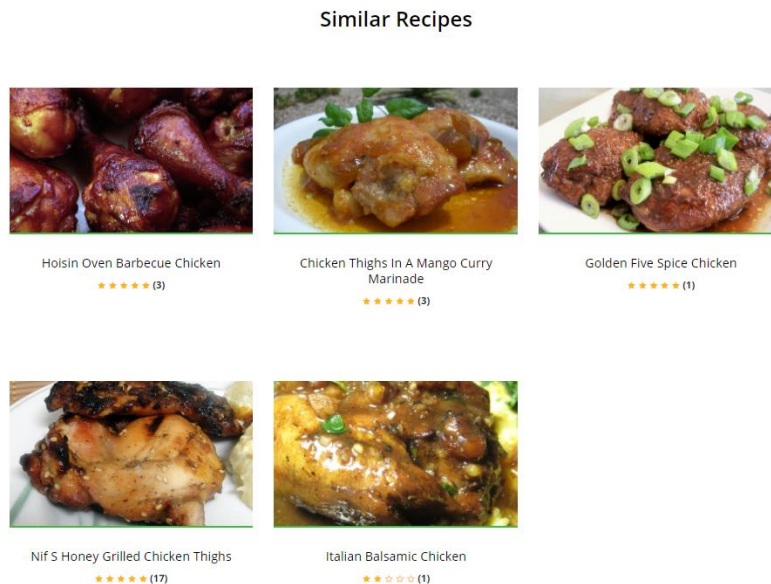 Similar Recipes
Hoisin Oven Barbecue Chicken
★★★★★ (3)
Chicken Thighs In A Mango Curry
Marinade
★★★★★ (3)
Golden Five Spice Chicken
★★★★★ (1)
Nif S Honey Grilled Chicken Thighs
★★★★★ (17)
Italian Balsamic Chicken
★★☆☆☆ (1)